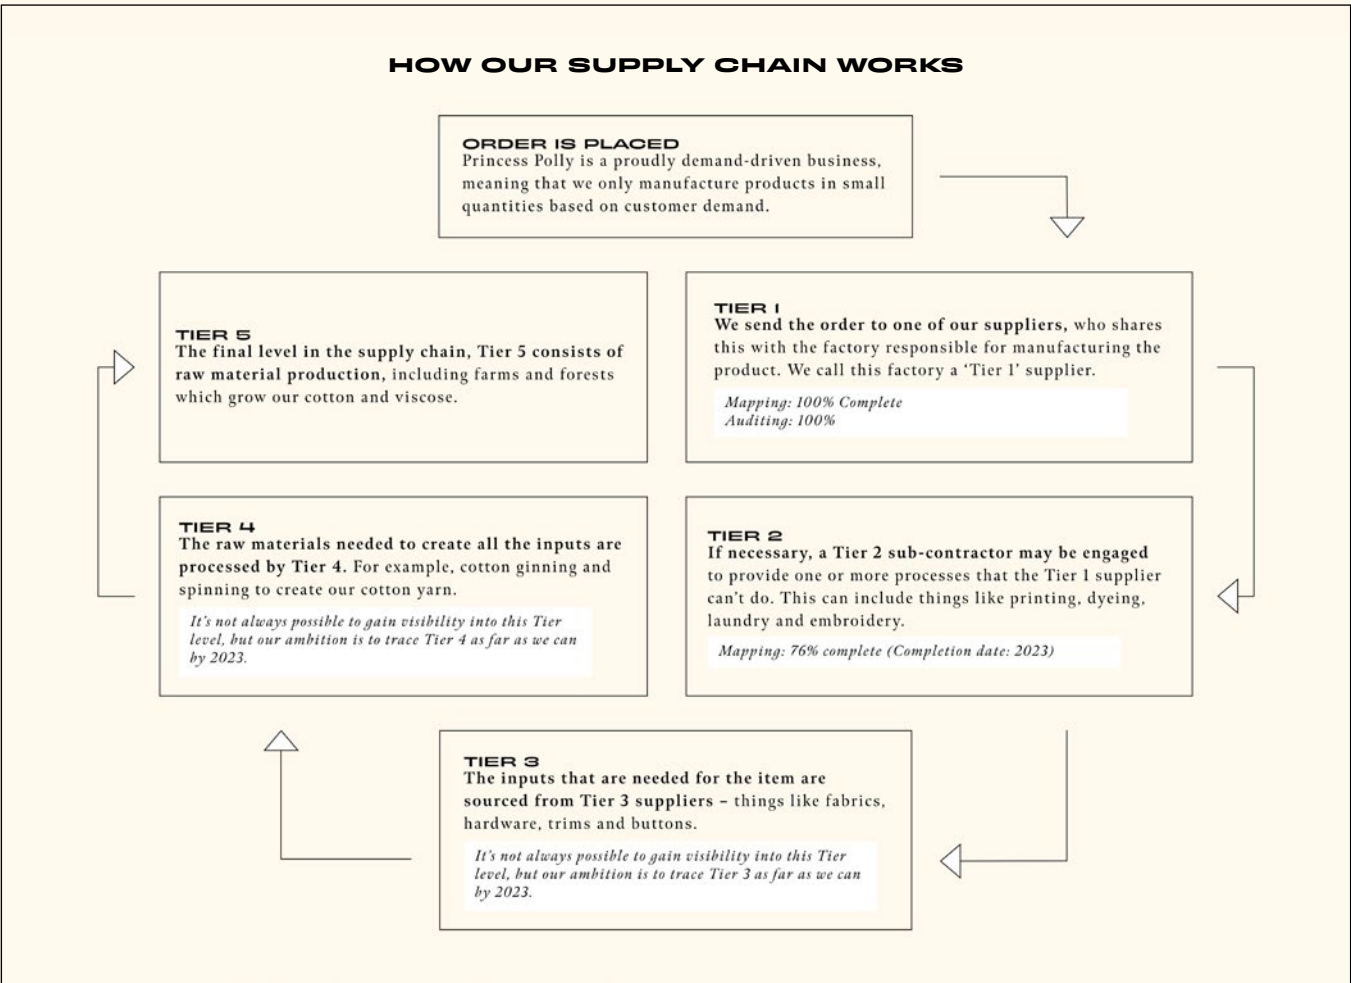 HOW OUR SUPPLY CHAIN WORKS
ORDER IS PLACED
Princess Polly is a proudly demand-driven business,
meaning that we only manufacture products in small
quantities based on customer demand.
TIER 1
We send the order to one of our suppliers, who shares
this with the factory responsible for manufacturing the
product. We call this factory a ‘Tier 1’ supplier.
Mapping: 100% Complete
Auditing: 100%
TIER 2
If necessary, a Tier 2 sub-contractor may be engaged
to provide one or more processes that the Tier 1 supplier
can’t do. This can include things like printing, dyeing,
laundry and embroidery.
Mapping: 76% complete (Completion date: 2023)
TIER 3
The inputs that are needed for the item are
sourced from Tier 3 suppliers – things like fabrics,
hardware, trims and buttons.
It’s not always possible to gain visibility into this Tier
level, but our ambition is to trace Tier 3 as far as we can
by 2023.
TIER 4
The raw materials needed to create all the inputs are
processed by Tier 4. For example, cotton ginning and
spinning to create our cotton yarn.
It’s not always possible to gain visibility into this Tier
level, but our ambition is to trace Tier 4 as far as we can
by 2023.
TIER 5
The final level in the supply chain, Tier 5 consists of
raw material production, including farms and forests
which grow our cotton and viscose.